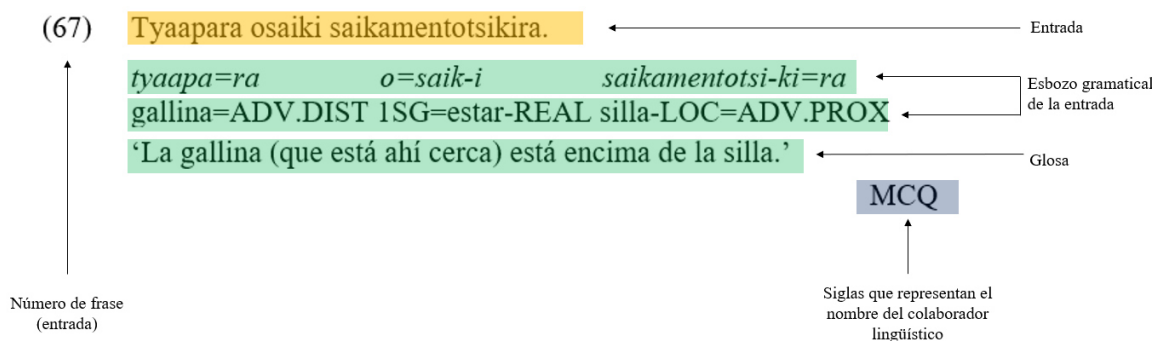 (67) Tyaapara osaiki saikamentotsikira.
Entrada
tyaapa=ra o=saik-i saikamentotsi-ki=ra
gallina=ADV.DIST 1SG=estar-REAL silla-LOC=ADV.PROX
Esbozo gramatical
de la entrada
‘La gallina (que está ahí cerca) está encima de la silla.’
Glosa
MCQ
Número de frase
(entrada)
Siglas que representan el
nombre del colaborador
lingüístico